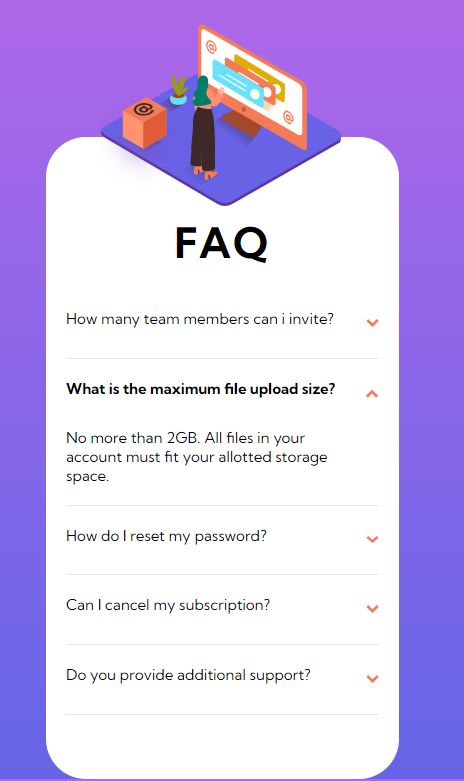 @
@
@
FAQ
How many team members can i invite?
What is the maximum file upload size?
No more than 2GB. All files in your
account must fit your allotted storage
space.
How do I reset my password?
Can I cancel my subscription?
Do you provide additional support?